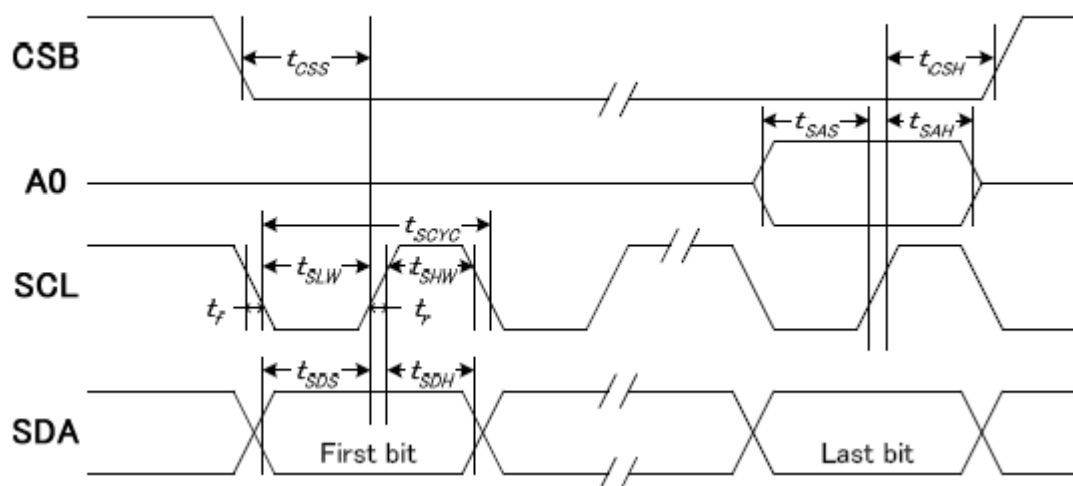 CSB
tCSS
tCSH
tSAS
tSAH
A0
tSCYC
SCL
tSLW
tSHW
tf
tr
tSDS
tSDH
SDA
First bit
Last bit